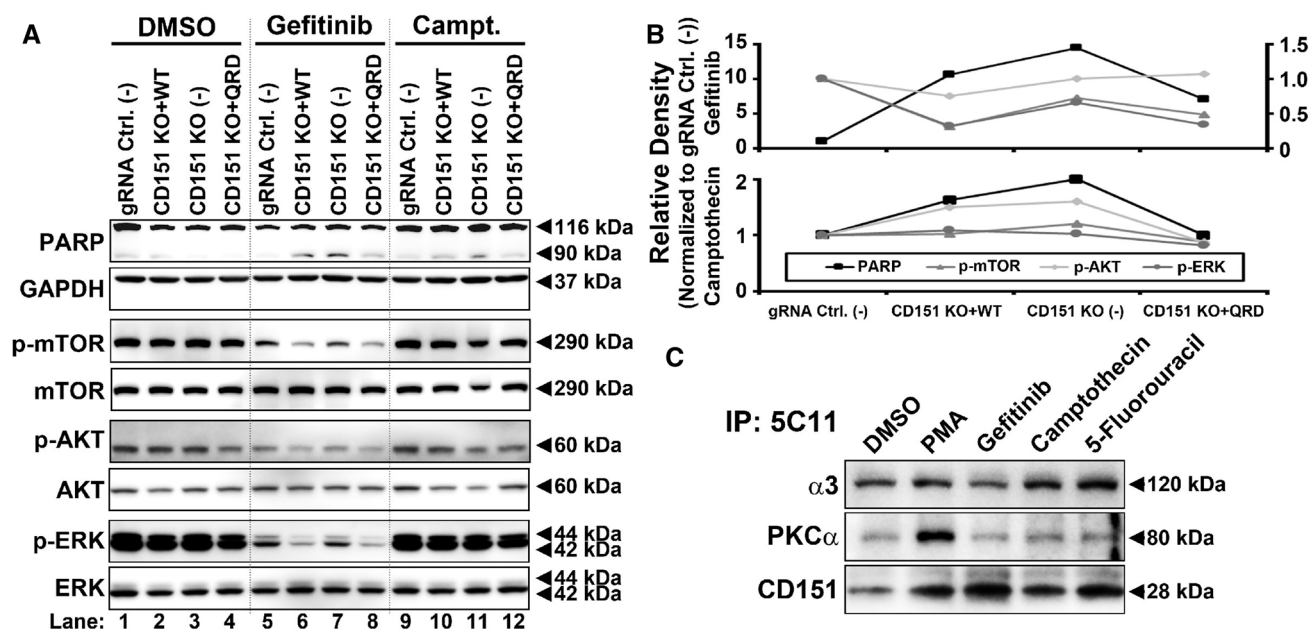 A
DMSO Gefitinib Campt.
gRNA Ctrl. (-)
CD151 KO+WT
CD151 KO (-)
CD151 KO+QRD
gRNA Ctrl. (-)
CD151 KO+WT
CD151 KO (-)
CD151 KO+QRD
gRNA Ctrl. (-)
CD151 KO+WT
CD151 KO (-)
CD151 KO+QRD
PARP
116 kDa
90 kDa
GAPDH
37 kDa
p-mTOR
290 kDa
mTOR
290 kDa
p-AKT
60 kDa
AKT
60 kDa
p-ERK
44 kDa
42 kDa
ERK
44 kDa
42 kDa
Lane: 1 2 3 4 5 6 7 8 9 10 11 12
B
Relative Density
(Normalized to gRNA Ctrl. (-))
Gefitinib
15
10
5
0
1.5
1.0
0.5
0
Camptothecin
2
1
0
PARP p-mTOR p-AKT p-ERK
gRNA Ctrl. (-) CD151 KO+WT CD151 KO (-) CD151 KO+QRD
C
IP: 5C11
DMSO
PMA
Gefitinib
Camptothecin
5-Fluorouracil
α3
120 kDa
PKCα
80 kDa
CD151
28 kDa